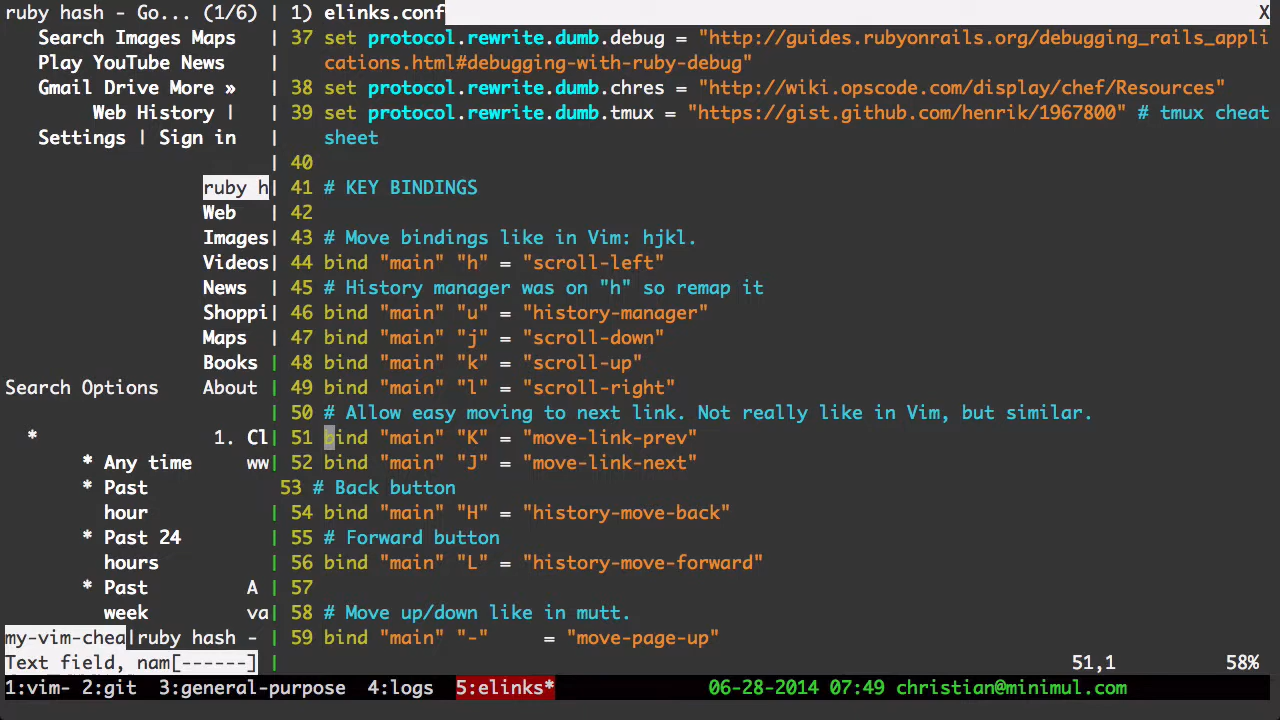 ruby hash - Go... (1/6)
Search Images Maps
Play YouTube News
Gmail Drive More »
Web History |
Settings | Sign in
ruby h
Web
Images
Videos
News
Shoppi
Maps
Books
Search Options About
* 1. Cl
* Any time ww
* Past
hour
* Past 24
hours
* Past A
week va
my-vim-chea|ruby hash -
Text field, nam[------]
1) elinks.conf X
37 set protocol.rewrite.dumb.debug = "http://guides.rubyonrails.org/debugging_rails_appli
cations.html#debugging-with-ruby-debug"
38 set protocol.rewrite.dumb.chres = "http://wiki.opscode.com/display/chef/Resources"
39 set protocol.rewrite.dumb.tmux = "https://gist.github.com/henrik/1967800" # tmux cheat
sheet
40
41 # KEY BINDINGS
42
43 # Move bindings like in Vim: hjkl.
44 bind "main" "h" = "scroll-left"
45 # History manager was on "h" so remap it
46 bind "main" "u" = "history-manager"
47 bind "main" "j" = "scroll-down"
48 bind "main" "k" = "scroll-up"
49 bind "main" "l" = "scroll-right"
50 # Allow easy moving to next link. Not really like in Vim, but similar.
51 bind "main" "K" = "move-link-prev"
52 bind "main" "J" = "move-link-next"
53 # Back button
54 bind "main" "H" = "history-move-back"
55 # Forward button
56 bind "main" "L" = "history-move-forward"
57
58 # Move up/down like in mutt.
59 bind "main" "-" = "move-page-up"
51,1 58%
1:vim- 2:git 3:general-purpose 4:logs 5:elinks* 06-28-2014 07:49 christian@minimul.com